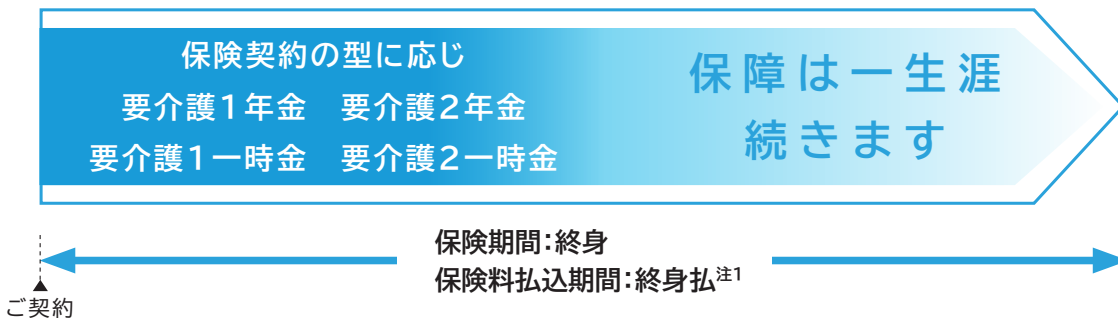 保険契約の型に応じ
要介護1年金 要介護2年金
要介護1一時金 要介護2一時金
保障は一生涯
続きます
保険期間：終身
保険料払込期間：終身払注1
ご契約